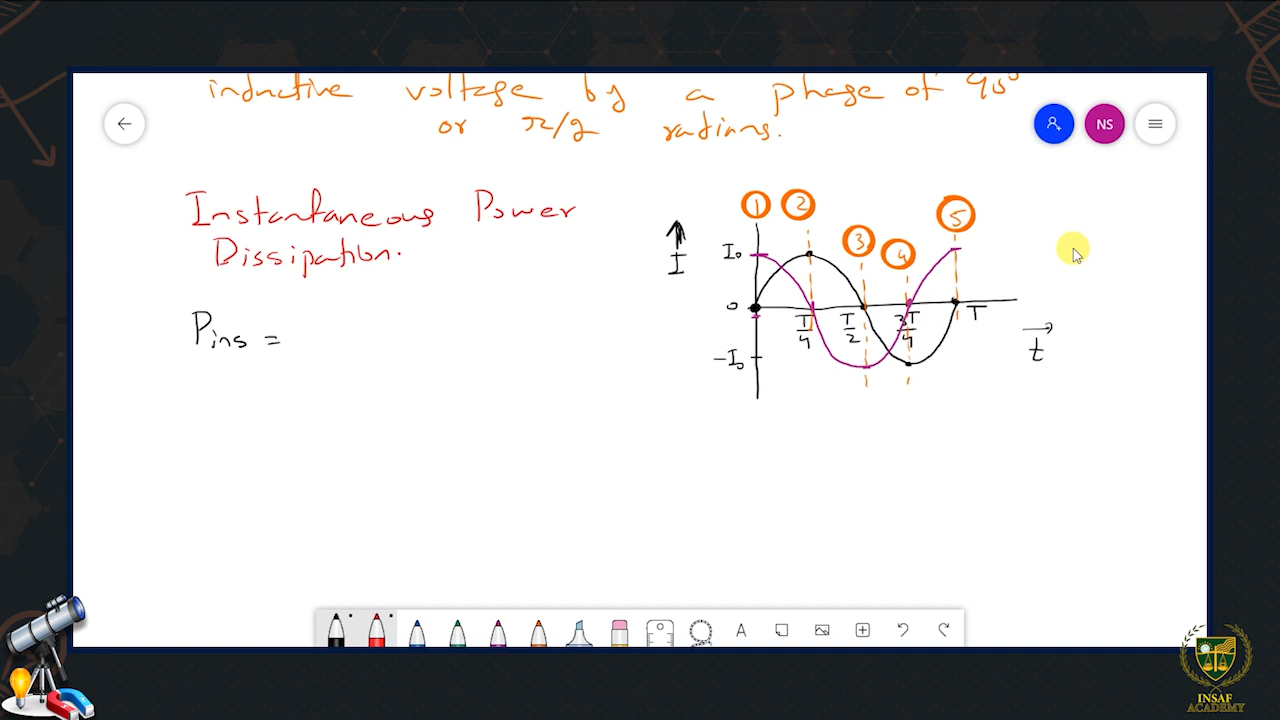 inductive voltage by a phase of 90°
or π/2 radians.
NS
Instantaneous Power
Dissipation.
Pins =
1 2 3 4 5
I
I₀
0
-I₀
T/4 T/2 3T/4 T
t
A
INSAF
ACADEMY